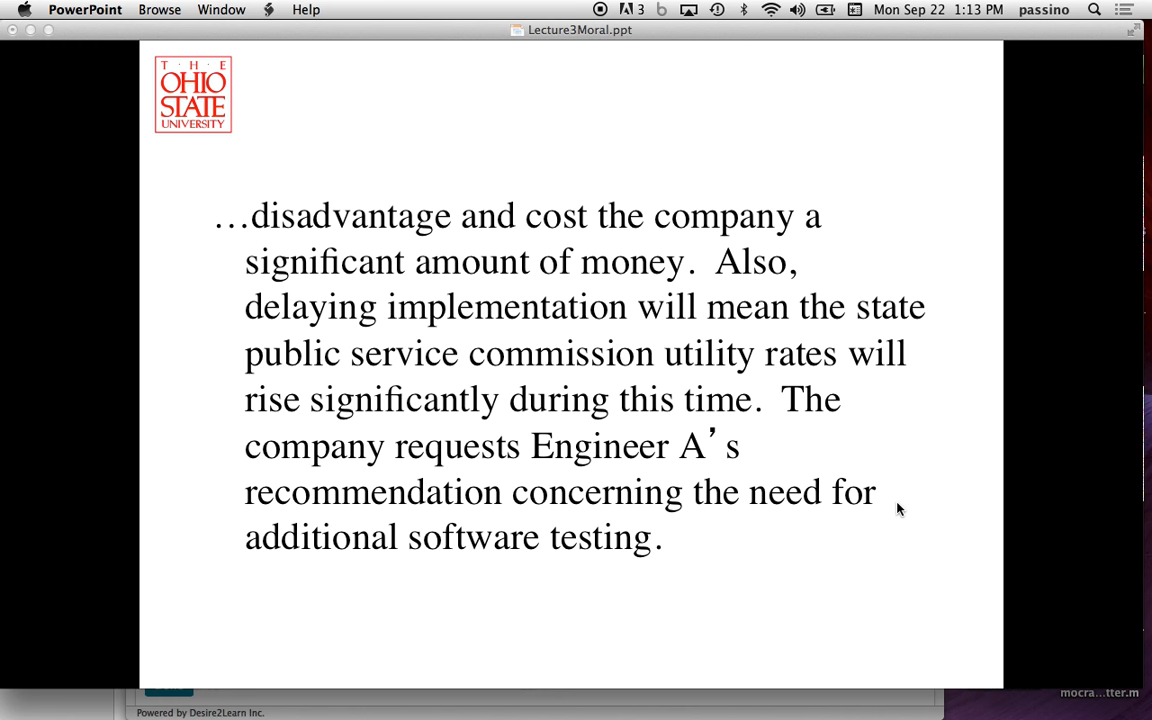 PowerPoint Browse Window Help 3 Mon Sep 22 1:13 PM passino
Lecture3Moral.ppt
T·H·E
OHIO
STATE
UNIVERSITY
…disadvantage and cost the company a
significant amount of money.  Also,
delaying implementation will mean the state
public service commission utility rates will
rise significantly during this time.  The
company requests Engineer A’s
recommendation concerning the need for
additional software testing.
mocra...tter.m
Powered by Desire2Learn Inc.